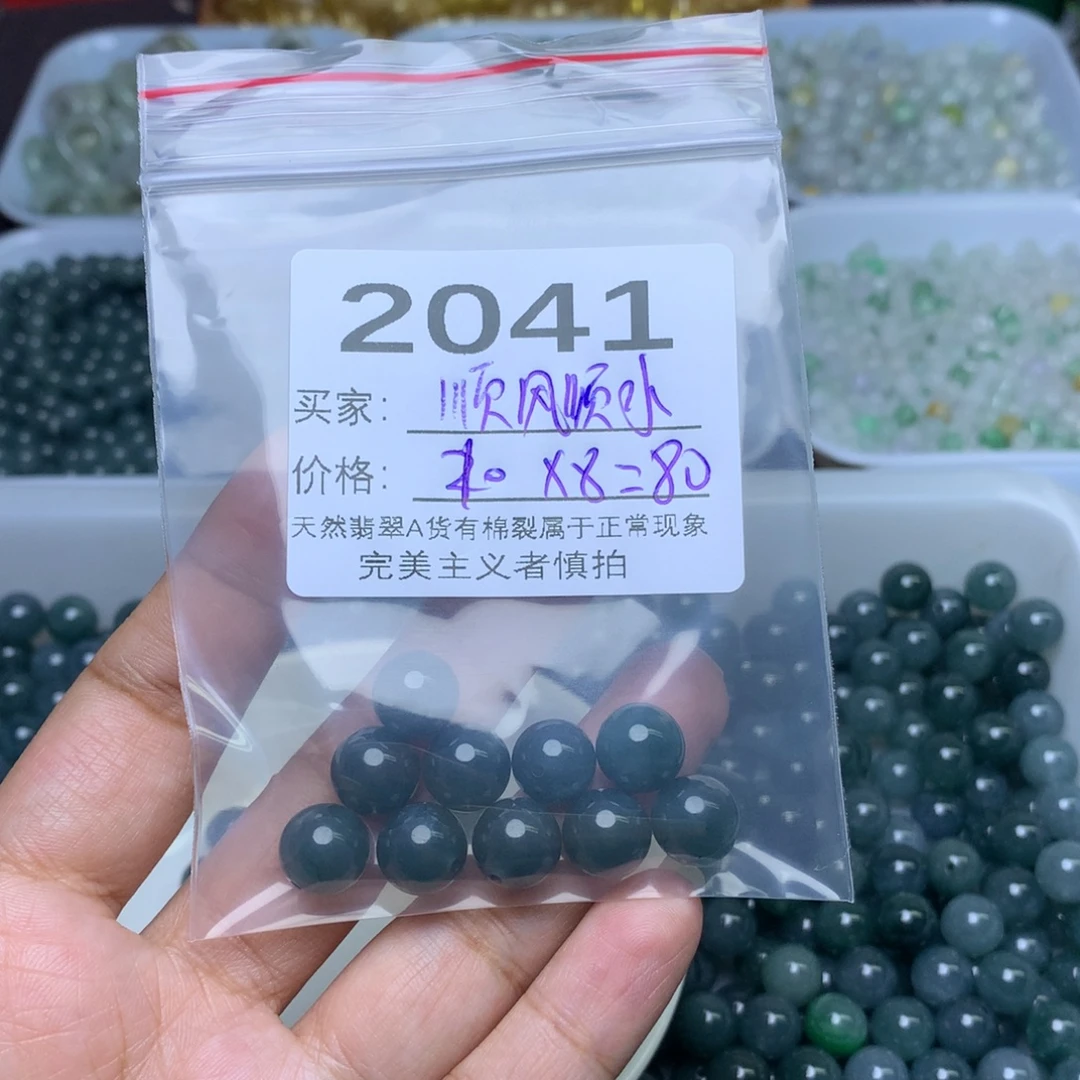 2041
买家: 顺风顺水
价格: 10 X8=80
天然翡翠A货有棉裂属于正常现象
完美主义者慎拍